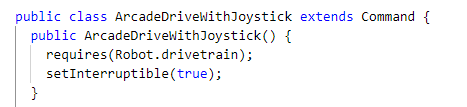 public class ArcadeDriveWithJoystick extends Command {
  public ArcadeDriveWithJoystick() {
    requires(Robot.drivetrain);
    setInterruptible(true);
  }